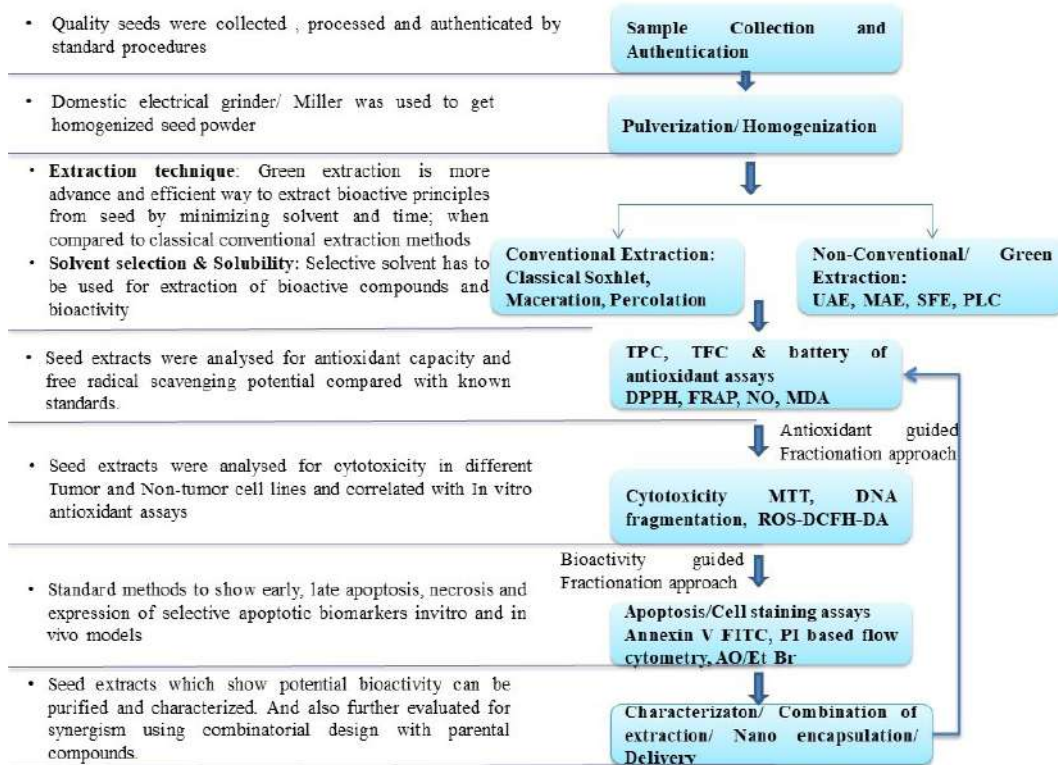 • Quality seeds were collected , processed and authenticated by
standard procedures
Sample Collection and
Authentication
• Domestic electrical grinder/ Miller was used to get
homogenized seed powder
Pulverization/ Homogenization
• Extraction technique: Green extraction is more
advance and efficient way to extract bioactive principles
from seed by minimizing solvent and time; when
compared to classical conventional extraction methods
• Solvent selection & Solubility: Selective solvent has to
be used for extraction of bioactive compounds and
bioactivity
Conventional Extraction:
Classical Soxhlet,
Maceration, Percolation
Non-Conventional/ Green
Extraction:
UAE, MAE, SFE, PLC
• Seed extracts were analysed for antioxidant capacity and
free radical scavenging potential compared with known
standards.
TPC, TFC & battery of
antioxidant assays
DPPH, FRAP, NO, MDA
Antioxidant guided
Fractionation approach
• Seed extracts were analysed for cytotoxicity in different
Tumor and Non-tumor cell lines and correlated with In vitro
antioxidant assays
Cytotoxicity MTT, DNA
fragmentation, ROS-DCFH-DA
Bioactivity guided
Fractionation approach
• Standard methods to show early, late apoptosis, necrosis and
expression of selective apoptotic biomarkers invitro and in
vivo models
Apoptosis/Cell staining assays
Annexin V FITC, PI based flow
cytometry, AO/Et Br
• Seed extracts which show potential bioactivity can be
purified and characterized. And also further evaluated for
synergism using combinatorial design with parental
compounds.
Characterizaton/ Combination of
extraction/ Nano encapsulation/
Delivery